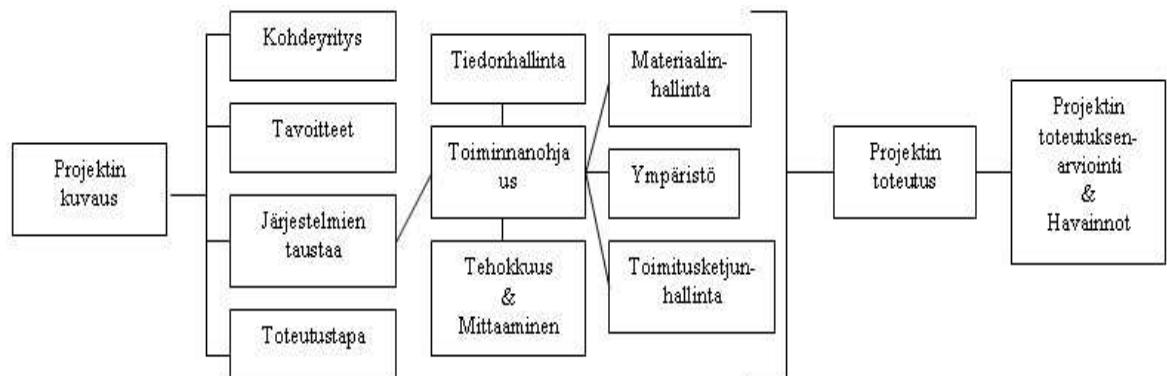 Projektin
kuvaus
Kohdeyritys
Tavoitteet
Järjestelmien
taustaa
Toteutustapa
Tiedonhallinta
Toiminnanohja
us
Tehokkuus
&
Mittaaminen
Materiaalin-
hallinta
Ympäristö
Toimitusketjun-
hallinta
Projektin
toteutus
Projektin
toteutuksen-
arviointi
&
Havainnot